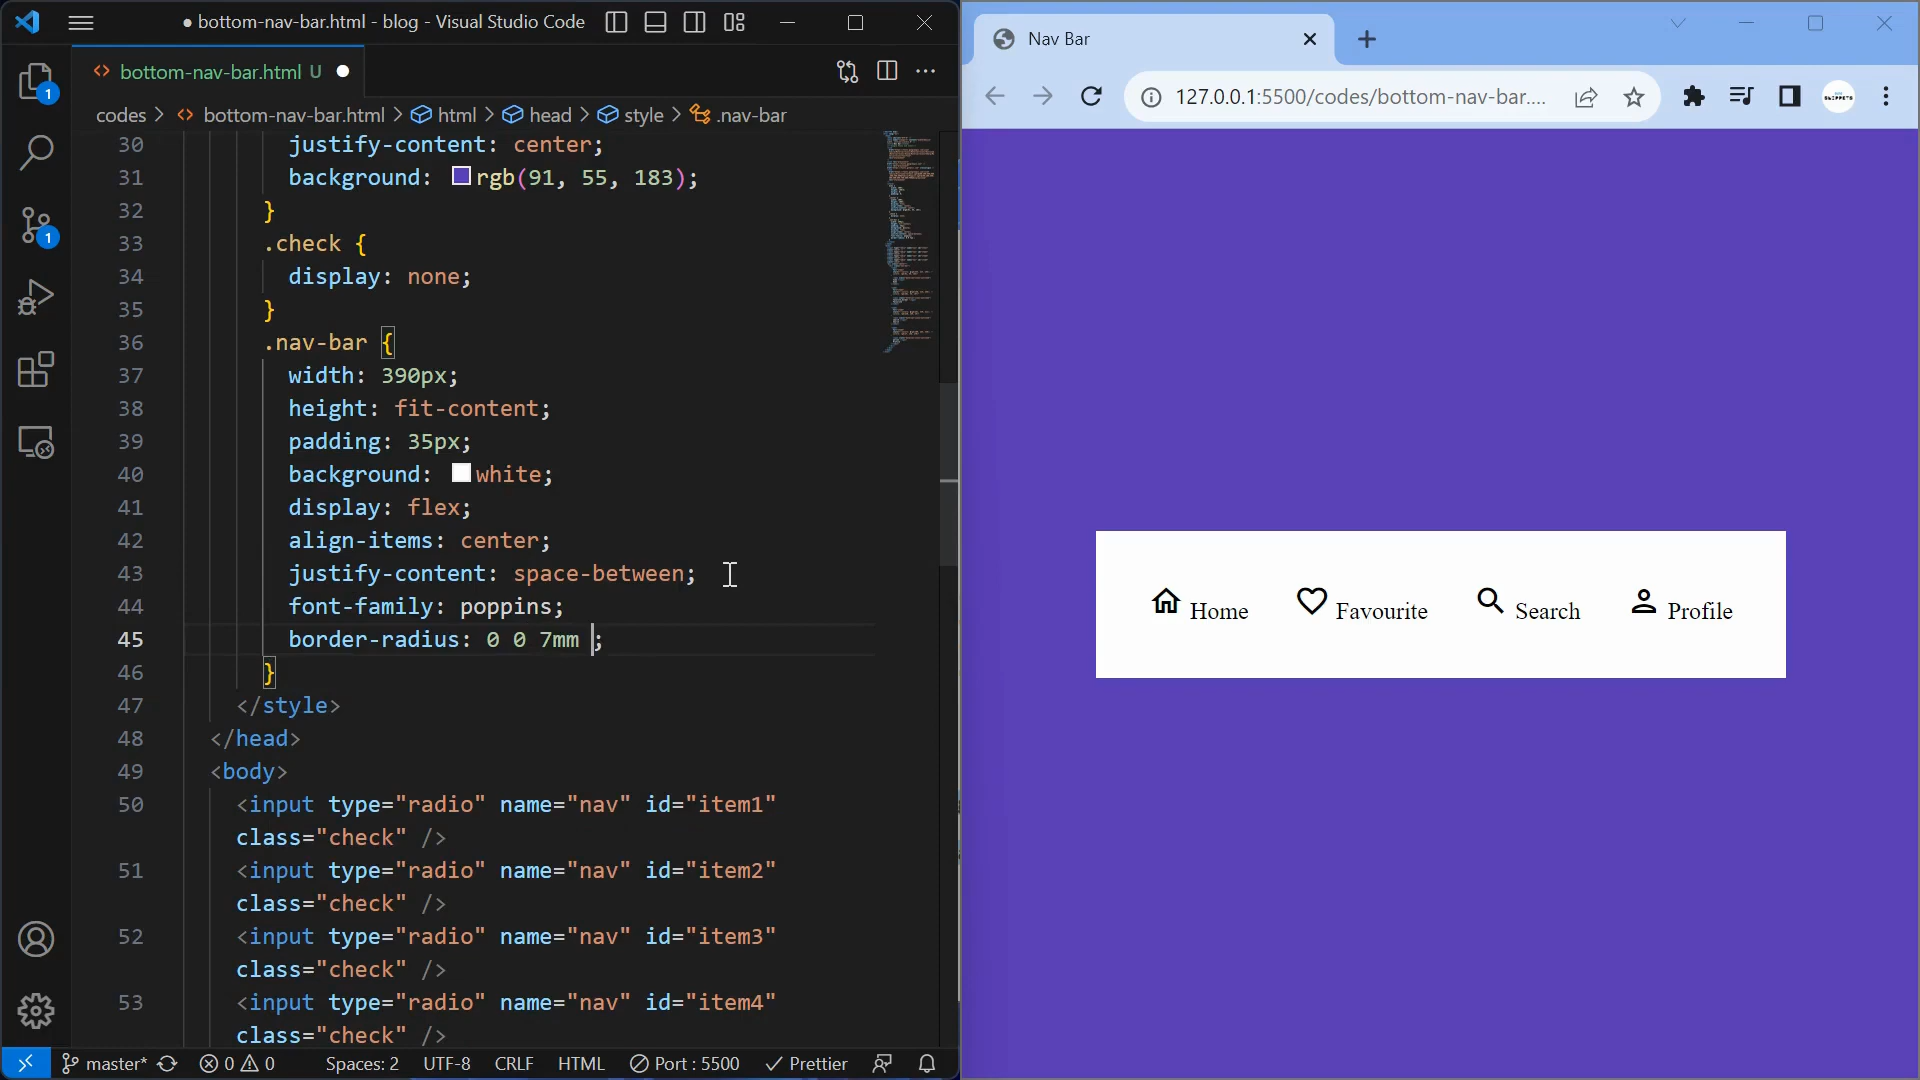 bottom-nav-bar.html - blog - Visual Studio Code
bottom-nav-bar.html U
codes > bottom-nav-bar.html > html > head > style > .nav-bar
30 justify-content: center;
31 background: rgb(91, 55, 183);
32 }
33 .check {
34 display: none;
35 }
36 .nav-bar {
37 width: 390px;
38 height: fit-content;
39 padding: 35px;
40 background: white;
41 display: flex;
42 align-items: center;
43 justify-content: space-between;
44 font-family: poppins;
45 border-radius: 0 0 7mm ;
46 }
47 </style>
48 </head>
49 <body>
50 <input type="radio" name="nav" id="item1"
class="check" />
51 <input type="radio" name="nav" id="item2"
class="check" />
52 <input type="radio" name="nav" id="item3"
class="check" />
53 <input type="radio" name="nav" id="item4"
class="check" />
1
1
master* 0 0 Spaces: 2 UTF-8 CRLF HTML Port : 5500 Prettier
Nav Bar
127.0.0.1:5500/codes/bottom-nav-bar....
Home Favourite Search Profile